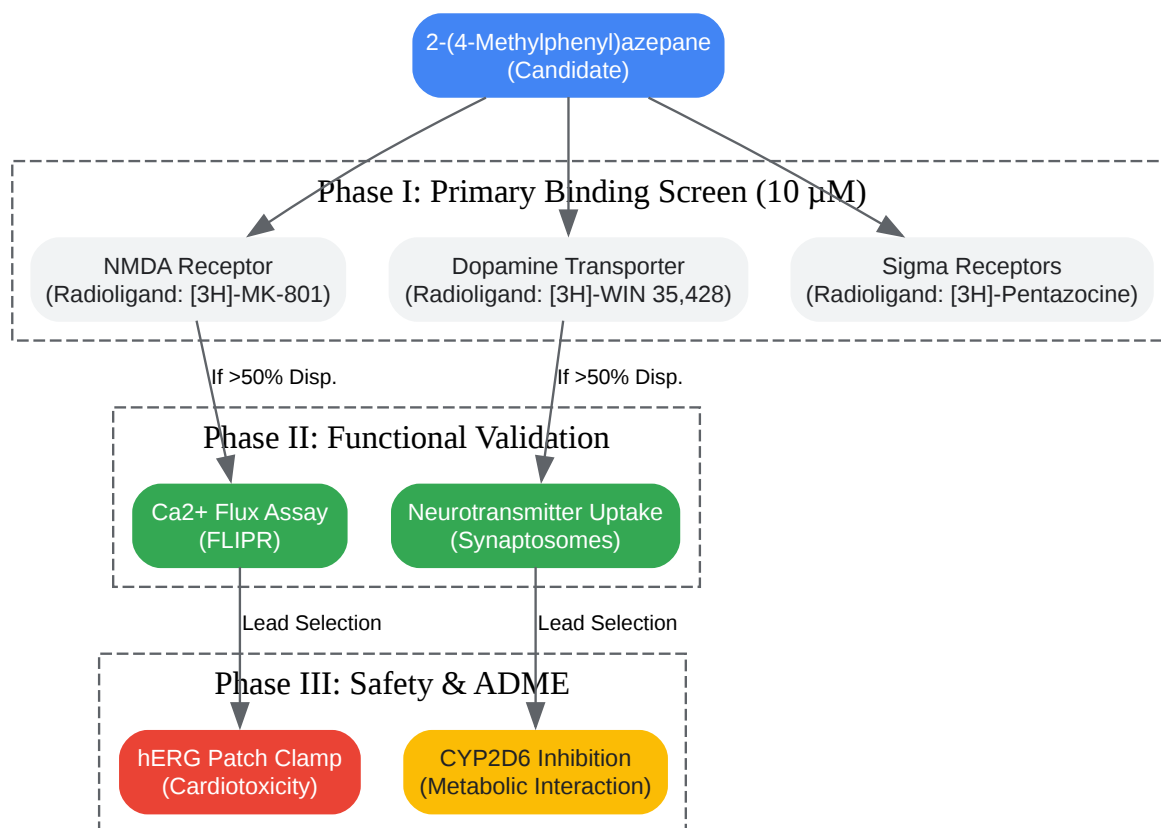 2-(4-Methylphenyl)azepane
(Candidate)
Phase I: Primary Binding Screen (10 µM)
NMDA Receptor
(Radioligand: [3H]-MK-801)
Dopamine Transporter
(Radioligand: [3H]-WIN 35,428)
Sigma Receptors
(Radioligand: [3H]-Pentazocine)
If >50% Disp.
If >50% Disp.
Phase II: Functional Validation
Ca2+ Flux Assay
(FLIPR)
Neurotransmitter Uptake
(Synaptosomes)
Lead Selection
Lead Selection
Phase III: Safety & ADME
hERG Patch Clamp
(Cardiotoxicity)
CYP2D6 Inhibition
(Metabolic Interaction)